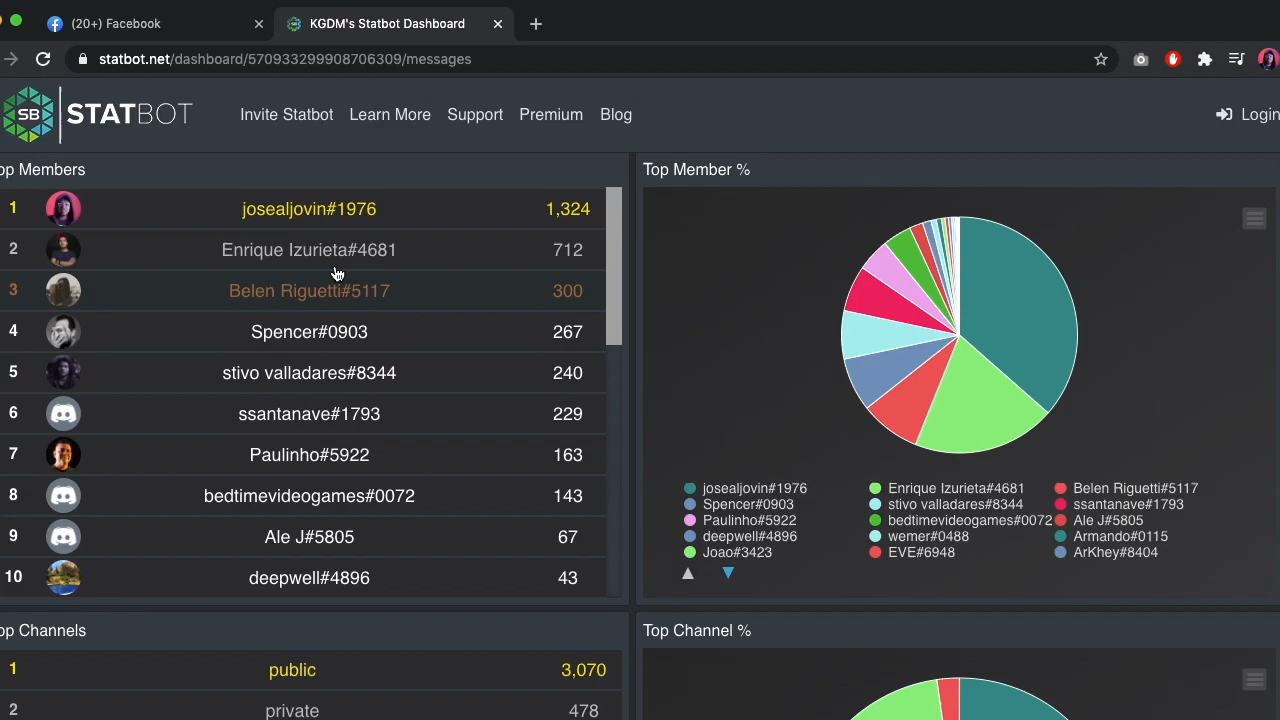 (20+) Facebook
KGDM's Statbot Dashboard
statbot.net/dashboard/570933299908706309/messages
SB STATBOT
Invite Statbot Learn More Support Premium Blog
Login
op Members
1 josealjovin#1976 1,324
2 Enrique Izurieta#4681 712
3 Belen Riguetti#5117 300
4 Spencer#0903 267
5 stivo valladares#8344 240
6 ssantanave#1793 229
7 Paulinho#5922 163
8 bedtimevideogames#0072 143
9 Ale J#5805 67
10 deepwell#4896 43
Top Member %
josealjovin#1976 Enrique Izurieta#4681 Belen Riguetti#5117
Spencer#0903 stivo valladares#8344 ssantanave#1793
Paulinho#5922 bedtimevideogames#0072 Ale J#5805
deepwell#4896 wemer#0488 Armando#0115
Joao#3423 EVE#6948 ArKhey#8404
op Channels
1 public 3,070
2 private 478
Top Channel %